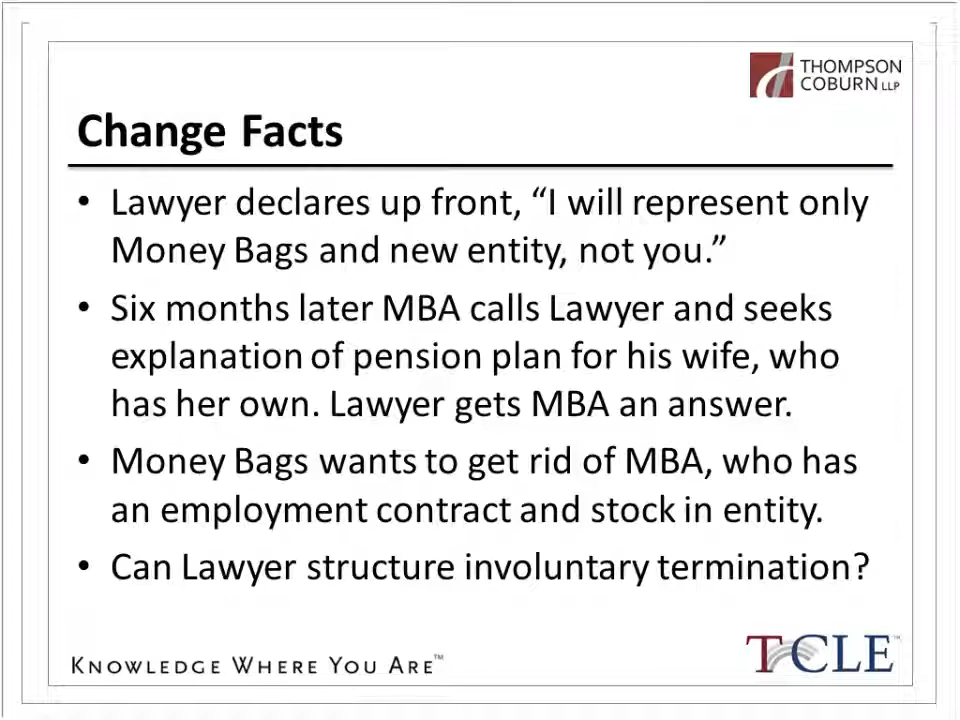 THOMPSON
COBURN LLP
Change Facts
• Lawyer declares up front, “I will represent only
Money Bags and new entity, not you.”
• Six months later MBA calls Lawyer and seeks
explanation of pension plan for his wife, who
has her own. Lawyer gets MBA an answer.
• Money Bags wants to get rid of MBA, who has
an employment contract and stock in entity.
• Can Lawyer structure involuntary termination?
KNOWLEDGE WHERE YOU ARE™
TCLE™